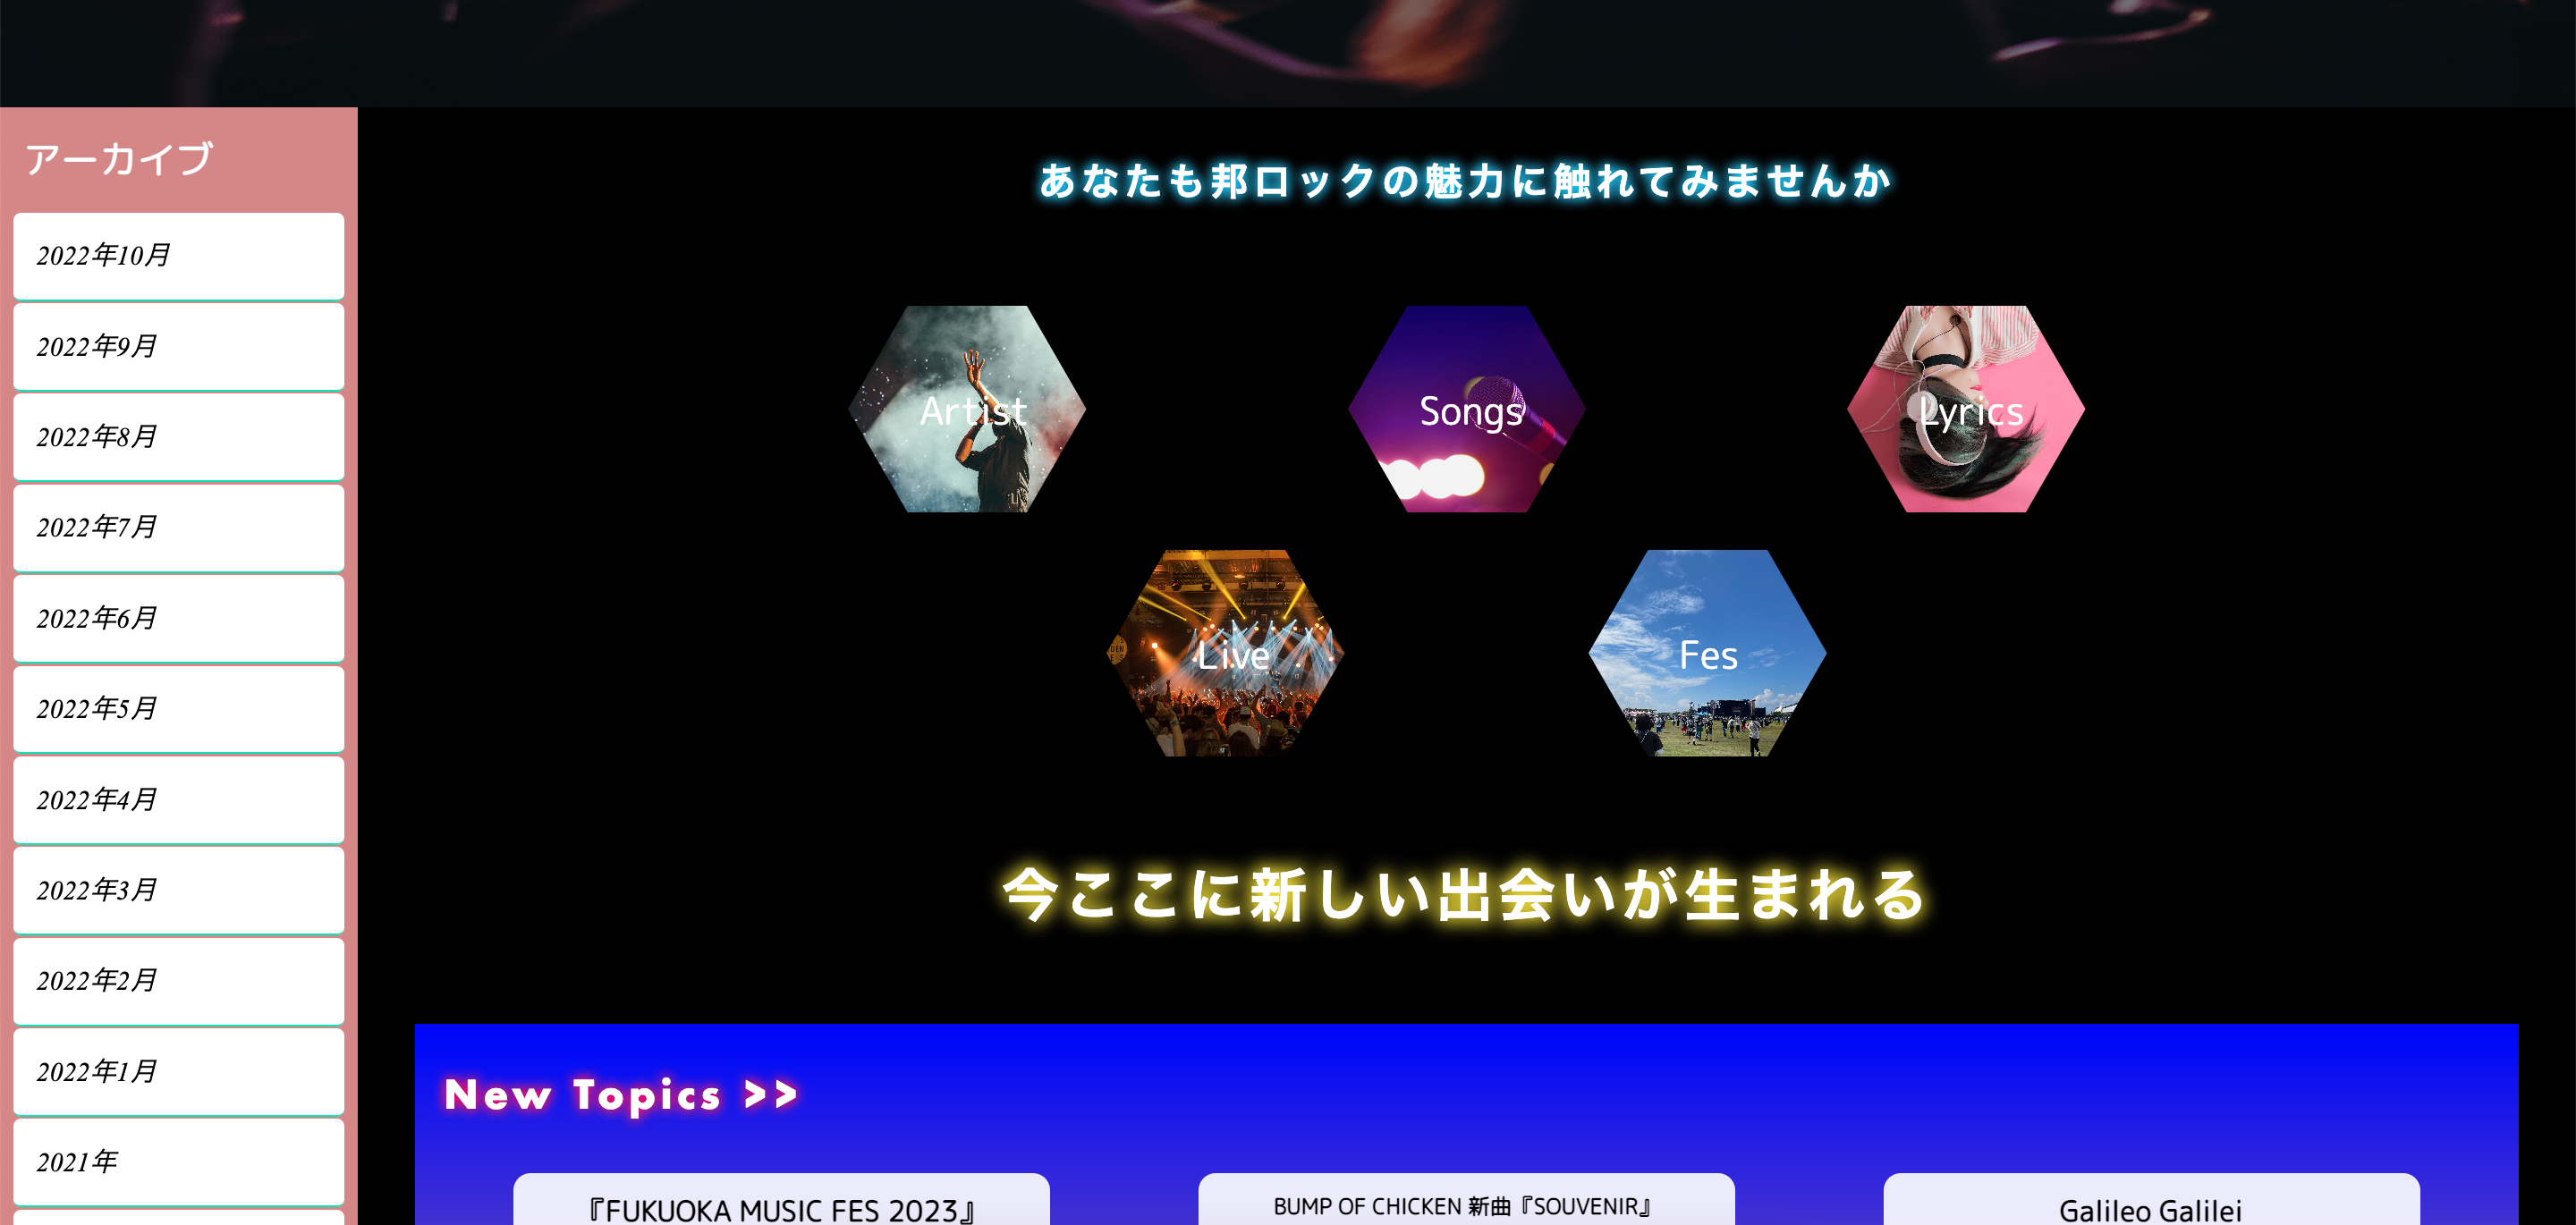 アーカイブ
2022年10月
2022年9月
2022年8月
2022年7月
2022年6月
2022年5月
2022年4月
2022年3月
2022年2月
2022年1月
2021年
あなたも邦ロックの魅力に触れてみませんか
Artist
Songs
Lyrics
Live
Fes
今ここに新しい出会いが生まれる
New Topics >>
『FUKUOKA MUSIC FES 2023』
BUMP OF CHICKEN 新曲『SOUVENIR』
Galileo Galilei